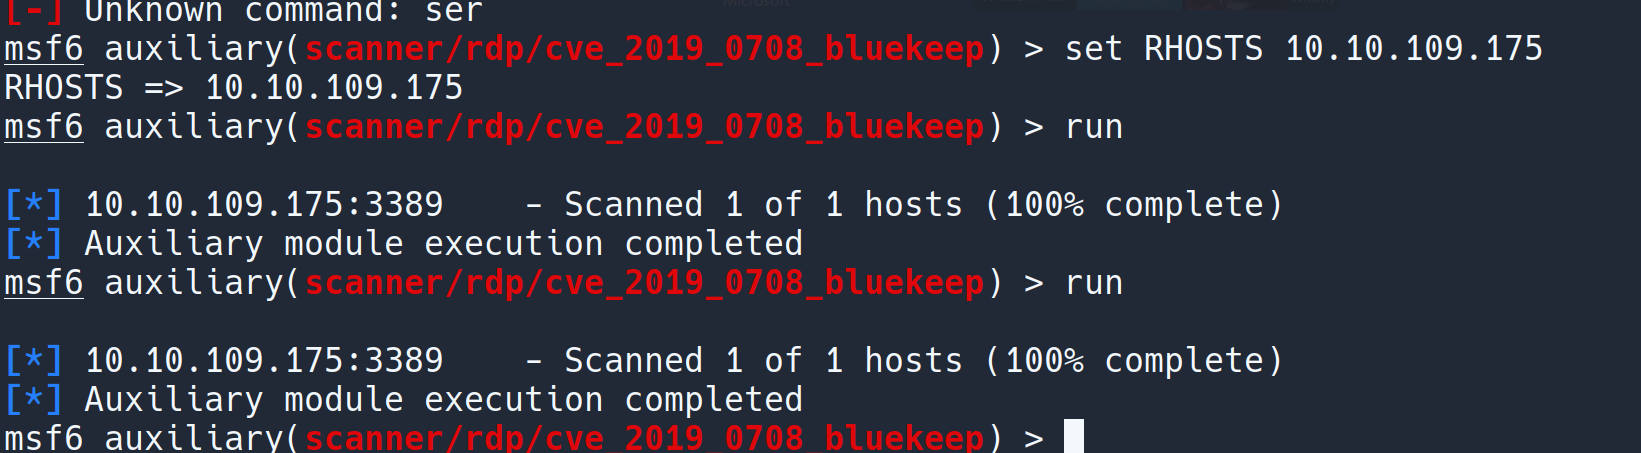 [-] Unknown command: ser
msf6 auxiliary(scanner/rdp/cve_2019_0708_bluekeep) > set RHOSTS 10.10.109.175
RHOSTS => 10.10.109.175
msf6 auxiliary(scanner/rdp/cve_2019_0708_bluekeep) > run
[*] 10.10.109.175:3389    - Scanned 1 of 1 hosts (100% complete)
[*] Auxiliary module execution completed
msf6 auxiliary(scanner/rdp/cve_2019_0708_bluekeep) > run
[*] 10.10.109.175:3389    - Scanned 1 of 1 hosts (100% complete)
[*] Auxiliary module execution completed
msf6 auxiliary(scanner/rdp/cve_2019_0708_bluekeep) >